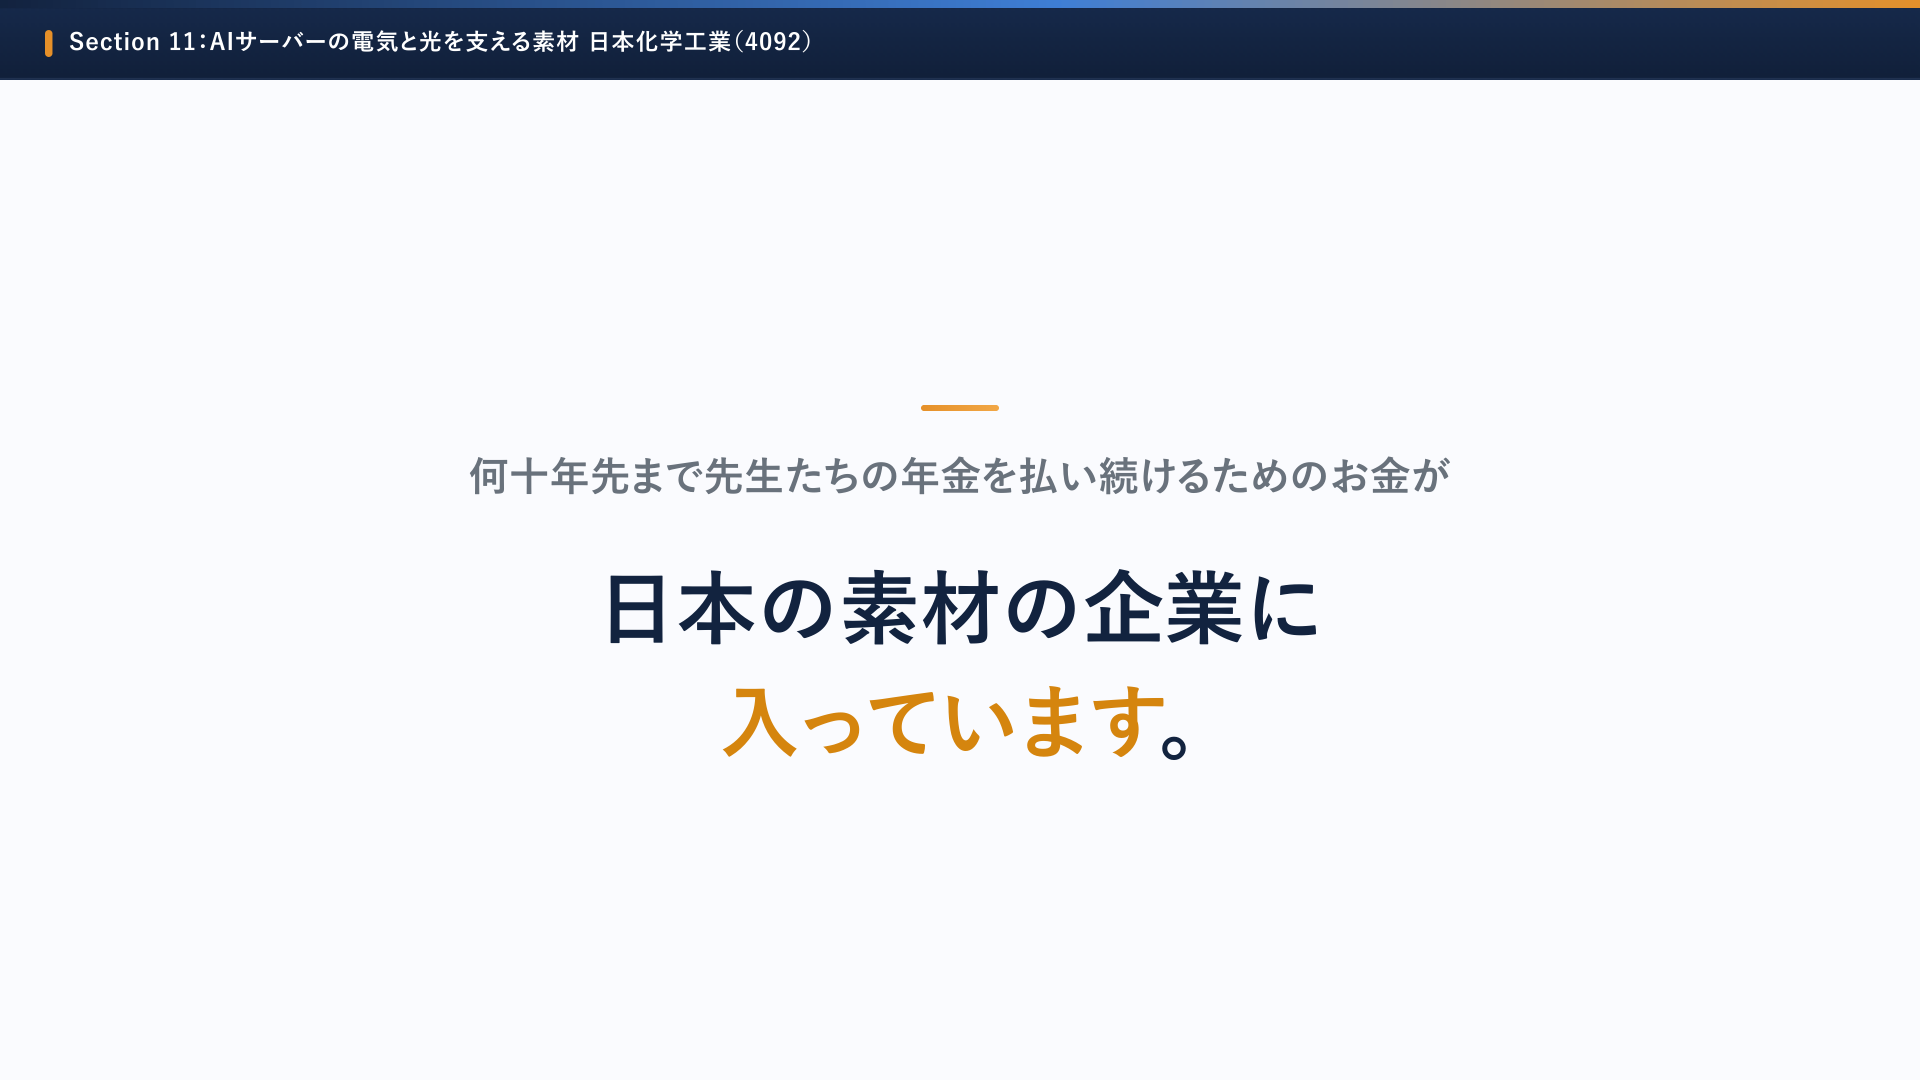 Section 11：AIサーバーの電気と光を支える素材 日本化学工業（4092）
何十年先まで先生たちの年金を払い続けるためのお金が
日本の素材の企業に
入っています。